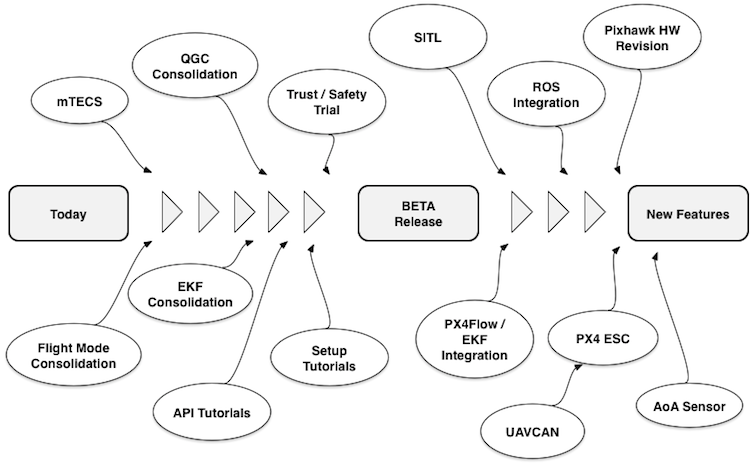 SITL
Pixhawk HW
Revision
QGC
Consolidation
mTECS
Trust / Safety
Trial
ROS
Integration
Today
BETA
Release
New Features
EKF
Consolidation
Flight Mode
Consolidation
API Tutorials
Setup
Tutorials
PX4Flow /
EKF
Integration
PX4 ESC
UAVCAN
AoA Sensor